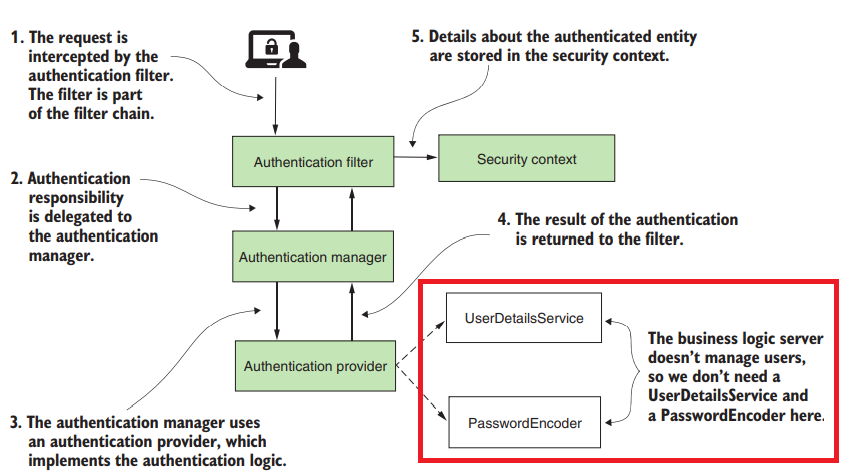 1. The request is
intercepted by the
authentication filter.
The filter is part
of the filter chain.
5. Details about the authenticated entity
are stored in the security context.
Authentication filter
Security context
2. Authentication
responsibility
is delegated to
the authentication
manager.
4. The result of the authentication
is returned to the filter.
Authentication manager
UserDetailsService
The business logic server
doesn't manage users,
so we don't need a
UserDetailsService and
a PasswordEncoder here.
Authentication provider
PasswordEncoder
3. The authentication manager uses
an authentication provider, which
implements the authentication logic.